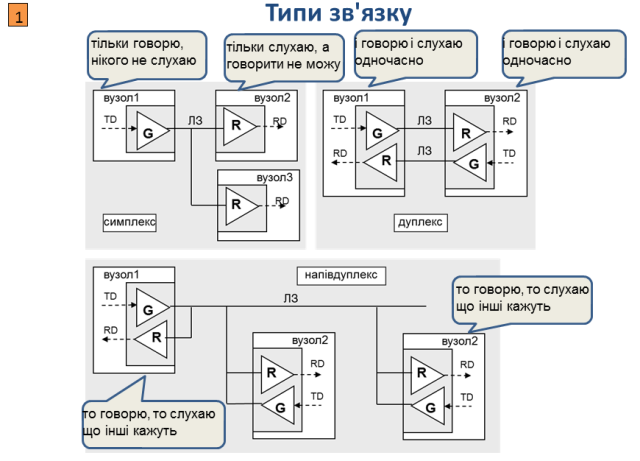 1
Типи зв'язку
тільки говорю,
нікого не слухаю
тільки слухаю, а
говорити не можу
і говорю і слухаю
одночасно
і говорю і слухаю
одночасно
вузол1
TD
G
ЛЗ
вузол2
R
RD
вузол3
R
RD
симплекс
вузол1
TD
G
RD
R
ЛЗ
ЛЗ
вузол2
R
RD
G
TD
дуплекс
вузол1
TD
G
RD
R
напівдуплекс
ЛЗ
то говорю, то слухаю
що інші кажуть
вузол2
R
RD
G
TD
вузол2
R
RD
G
TD
то говорю, то слухаю
що інші кажуть